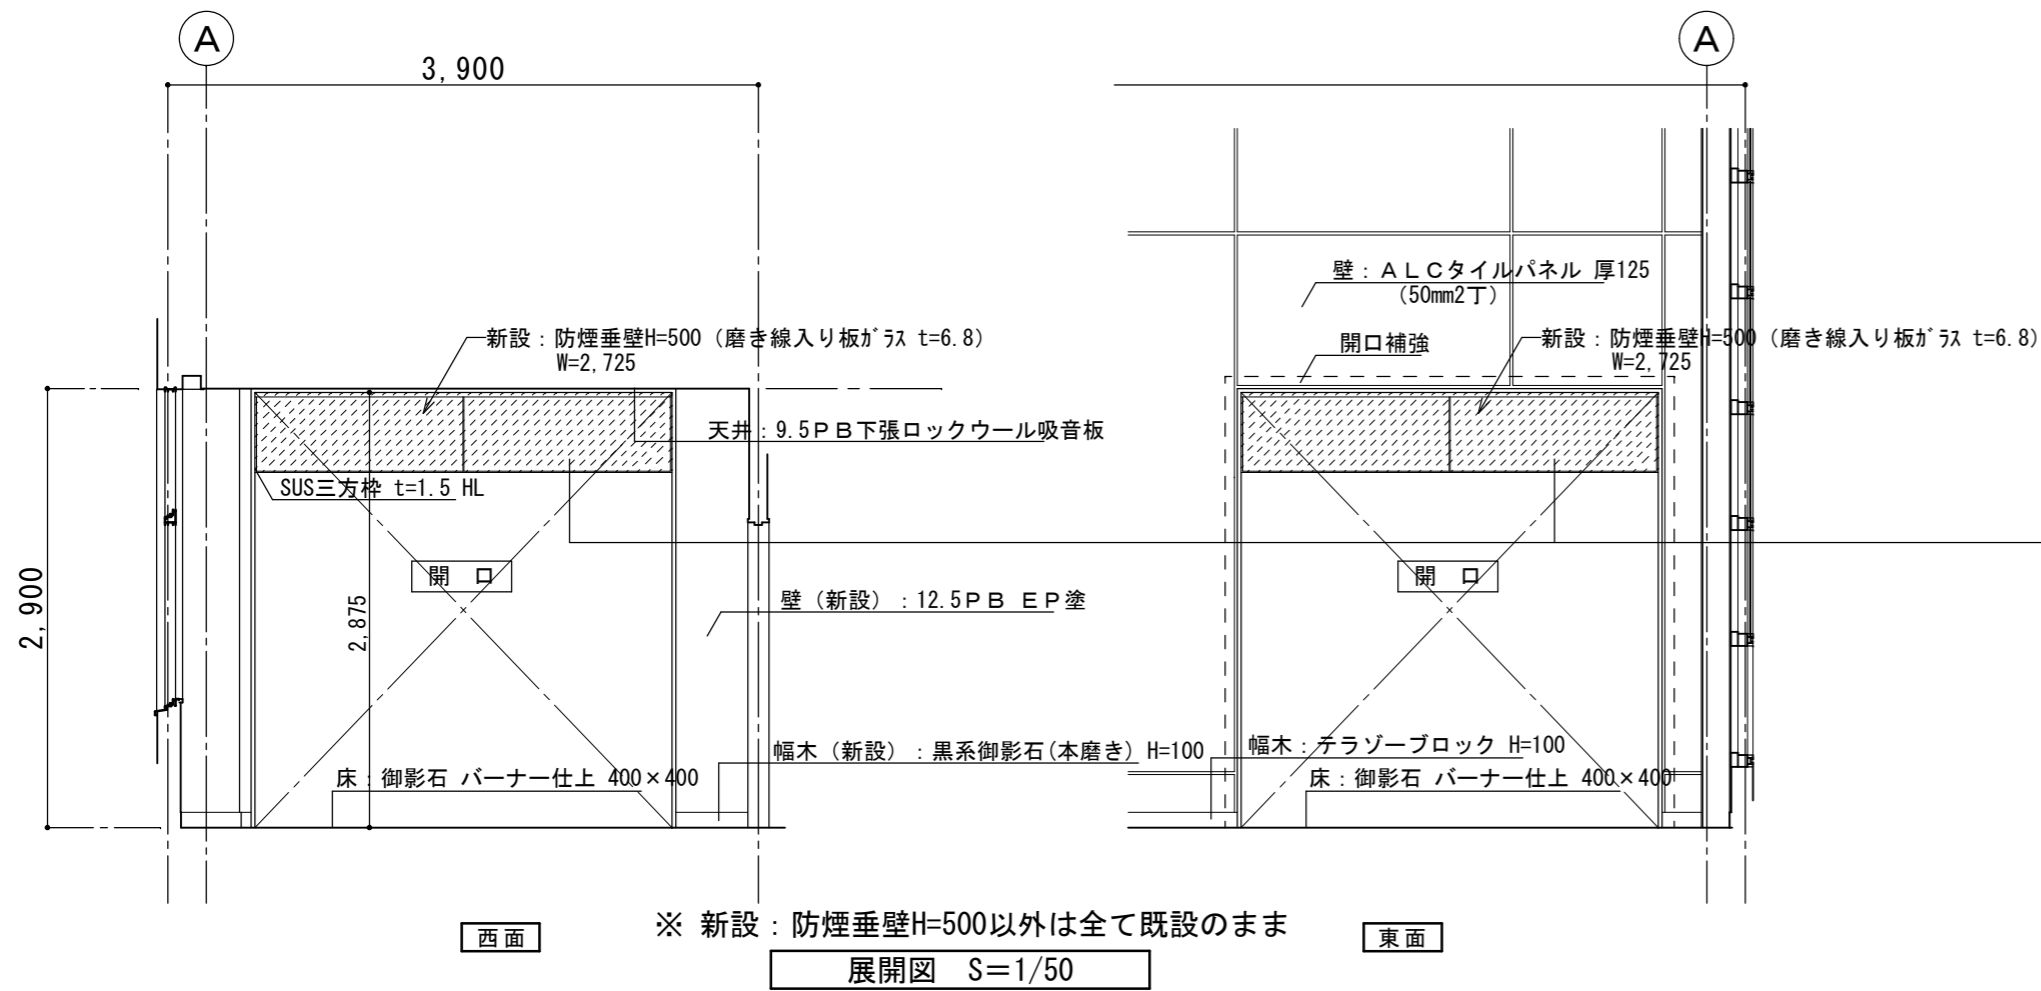 A
A
3,900
壁：ＡＬＣタイルパネル 厚125
（50mm2丁）
新設：防煙垂壁H=500（磨き線入り板ｶﾞﾗｽ t=6.8）
W=2,725
開口補強
新設：防煙垂壁H=500（磨き線入り板ｶﾞﾗｽ t=6.8）
W=2,725
天井：9.5ＰＢ下張ロックウール吸音板
SUS三方枠 t=1.5 HL
開 口
開 口
2,900
2,875
壁（新設）：12.5ＰＢ ＥＰ塗
幅木（新設）：黒系御影石(本磨き) H=100
幅木：テラゾーブロック H=100
床：御影石 バーナー仕上 400×400
床：御影石 バーナー仕上 400×400
※ 新設：防煙垂壁H=500以外は全て既設のまま
西面
東面
展開図 S＝1/50